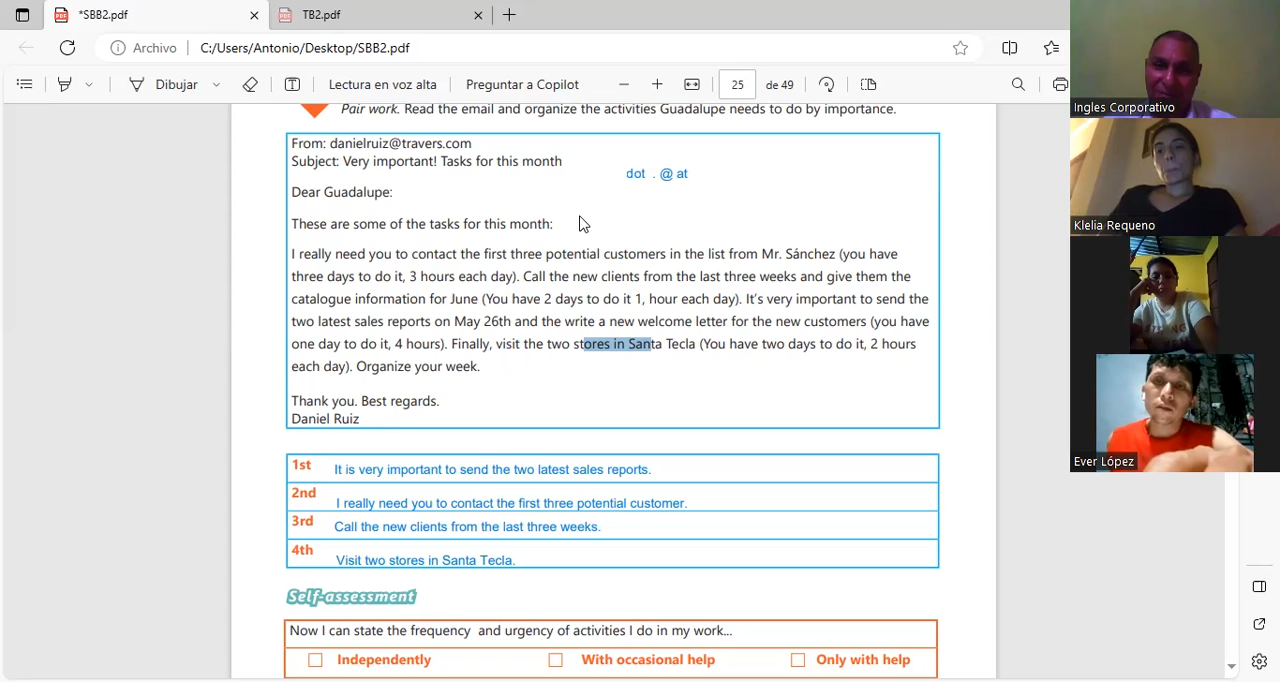 *SBB2.pdf
TB2.pdf
Archivo
C:/Users/Antonio/Desktop/SBB2.pdf
Dibujar
Lectura en voz alta
Preguntar a Copilot
25
de 49
Pair work. Read the email and organize the activities Guadalupe needs to do by importance.
From: danielruiz@travers.com
Subject: Very important! Tasks for this month
dot . @ at
Dear Guadalupe:
These are some of the tasks for this month:
I really need you to contact the first three potential customers in the list from Mr. Sánchez (you have
three days to do it, 3 hours each day). Call the new clients from the last three weeks and give them the
catalogue information for June (You have 2 days to do it 1, hour each day). It's very important to send the
two latest sales reports on May 26th and the write a new welcome letter for the new customers (you have
one day to do it, 4 hours). Finally, visit the two stores in Santa Tecla (You have two days to do it, 2 hours
each day). Organize your week.
Thank you. Best regards.
Daniel Ruiz
1st It is very important to send the two latest sales reports.
2nd I really need you to contact the first three potential customer.
3rd Call the new clients from the last three weeks.
4th Visit two stores in Santa Tecla.
Self-assessment
Now I can state the frequency and urgency of activities I do in my work...
Independently
With occasional help
Only with help
Ingles Corporativo
Klelia Requeno
Ever López